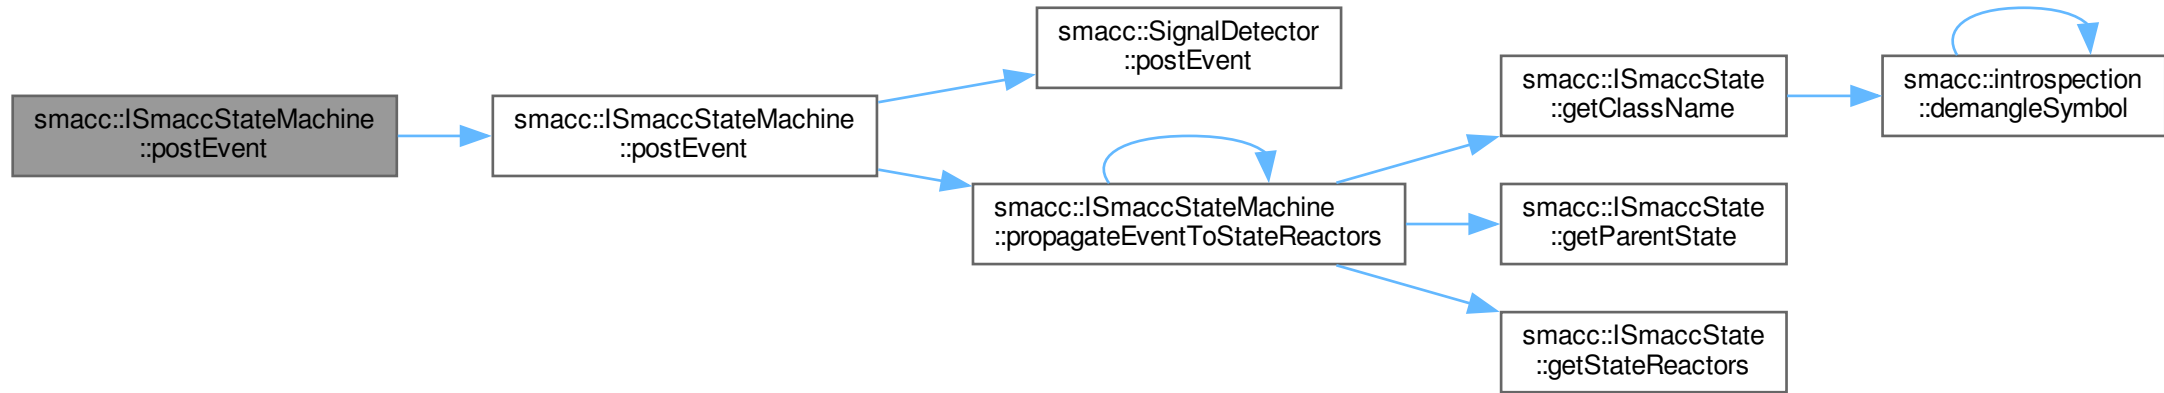 smacc::ISmaccStateMachine
::postEvent
smacc::ISmaccStateMachine
::postEvent
smacc::SignalDetector
::postEvent
smacc::ISmaccStateMachine
::propagateEventToStateReactors
smacc::ISmaccState
::getClassName
smacc::introspection
::demangleSymbol
smacc::ISmaccState
::getParentState
smacc::ISmaccState
::getStateReactors